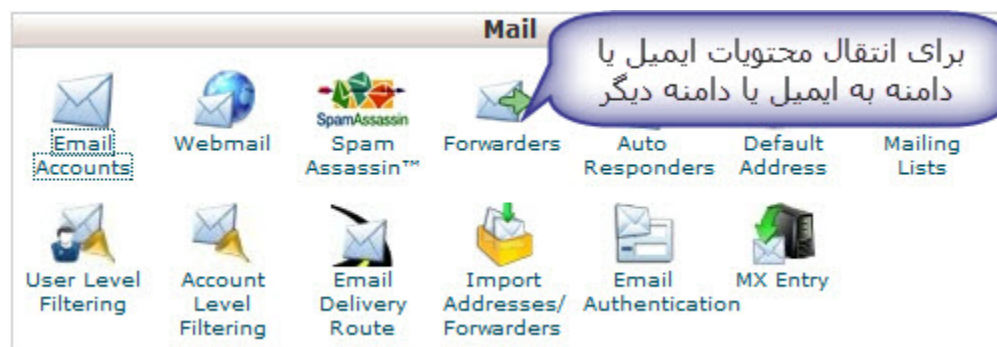 Mail
برای انتقال محتویات ایمیل یا
دامنه به ایمیل یا دامنه دیگر
SpamAssassin
Email
Accounts
Webmail
Spam
Assassin™
Forwarders
Auto
Responders
Default
Address
Mailing
Lists
User Level
Filtering
Account
Level
Filtering
Email
Delivery
Route
Import
Addresses/
Forwarders
Email
Authentication
MX Entry